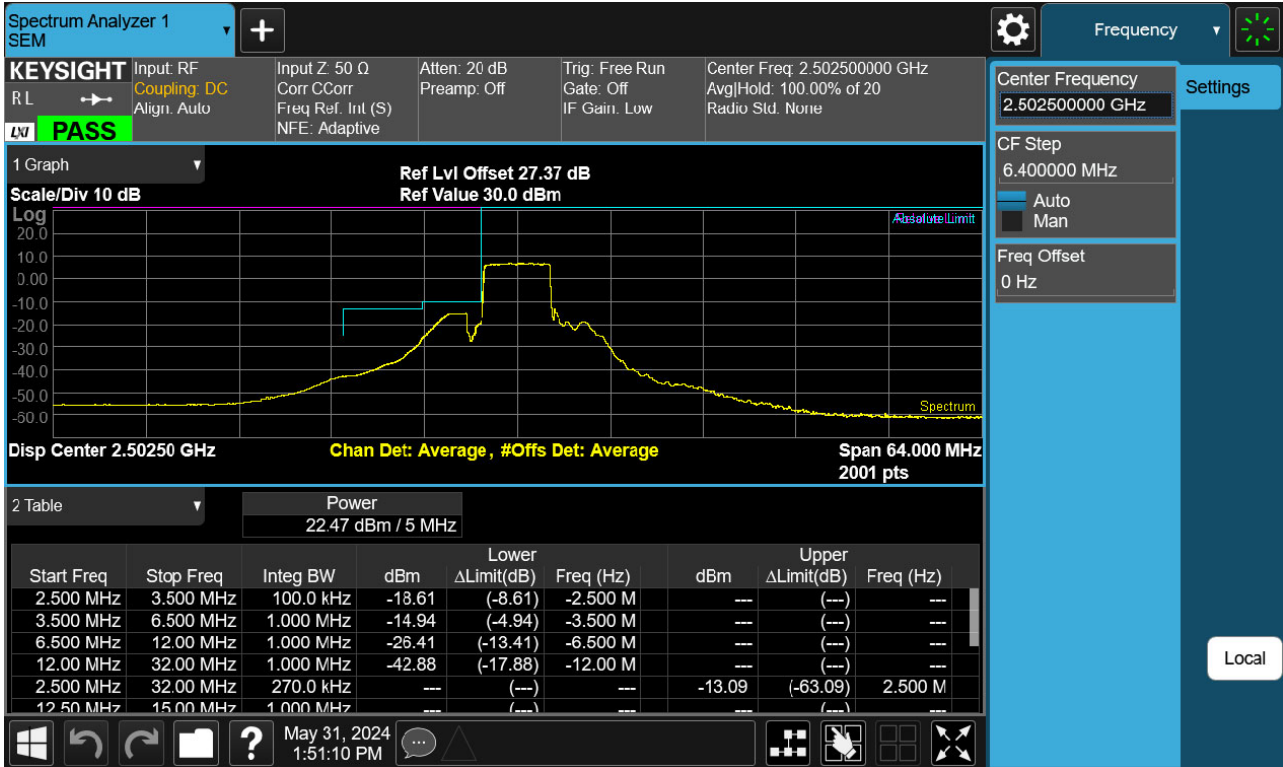 Spectrum Analyzer 1
SEM
Frequency
KEYSIGHT
RL
LXI
PASS
Input: RF
Coupling: DC
Align: Auto
Input Z: 50 Ω
Corr CCorr
Freq Ref: Int (S)
NFE: Adaptive
Atten: 20 dB
Preamp: Off
Trig: Free Run
Gate: Off
IF Gain: Low
Center Freq: 2.502500000 GHz
Avg|Hold: 100.00% of 20
Radio Std: None
Center Frequency
2.502500000 GHz
Settings
CF Step
6.400000 MHz
Auto
Man
Freq Offset
0 Hz
1 Graph
Scale/Div 10 dB
Ref Lvl Offset 27.37 dB
Ref Value 30.0 dBm
Log
Absolute Limit
20.0
10.0
0.00
-10.0
-20.0
-30.0
-40.0
-50.0
-60.0
Spectrum
Disp Center 2.50250 GHz
Chan Det: Average , #Offs Det: Average
Span 64.000 MHz
2001 pts
2 Table
Power
22.47 dBm / 5 MHz
Lower Upper
Start Freq Stop Freq Integ BW dBm ΔLimit(dB) Freq (Hz) dBm ΔLimit(dB) Freq (Hz)
2.500 MHz 3.500 MHz 100.0 kHz -18.61 (-8.61) -2.500 M --- (---) ---
3.500 MHz 6.500 MHz 1.000 MHz -14.94 (-4.94) -3.500 M --- (---) ---
6.500 MHz 12.00 MHz 1.000 MHz -26.41 (-13.41) -6.500 M --- (---) ---
12.00 MHz 32.00 MHz 1.000 MHz -42.88 (-17.88) -12.00 M --- (---) ---
2.500 MHz 32.00 MHz 270.0 kHz --- (---) --- -13.09 (-63.09) 2.500 M
12.50 MHz 15.00 MHz 1.000 MHz --- (---) --- --- (---) ---
Local
?
May 31, 2024
1:51:10 PM